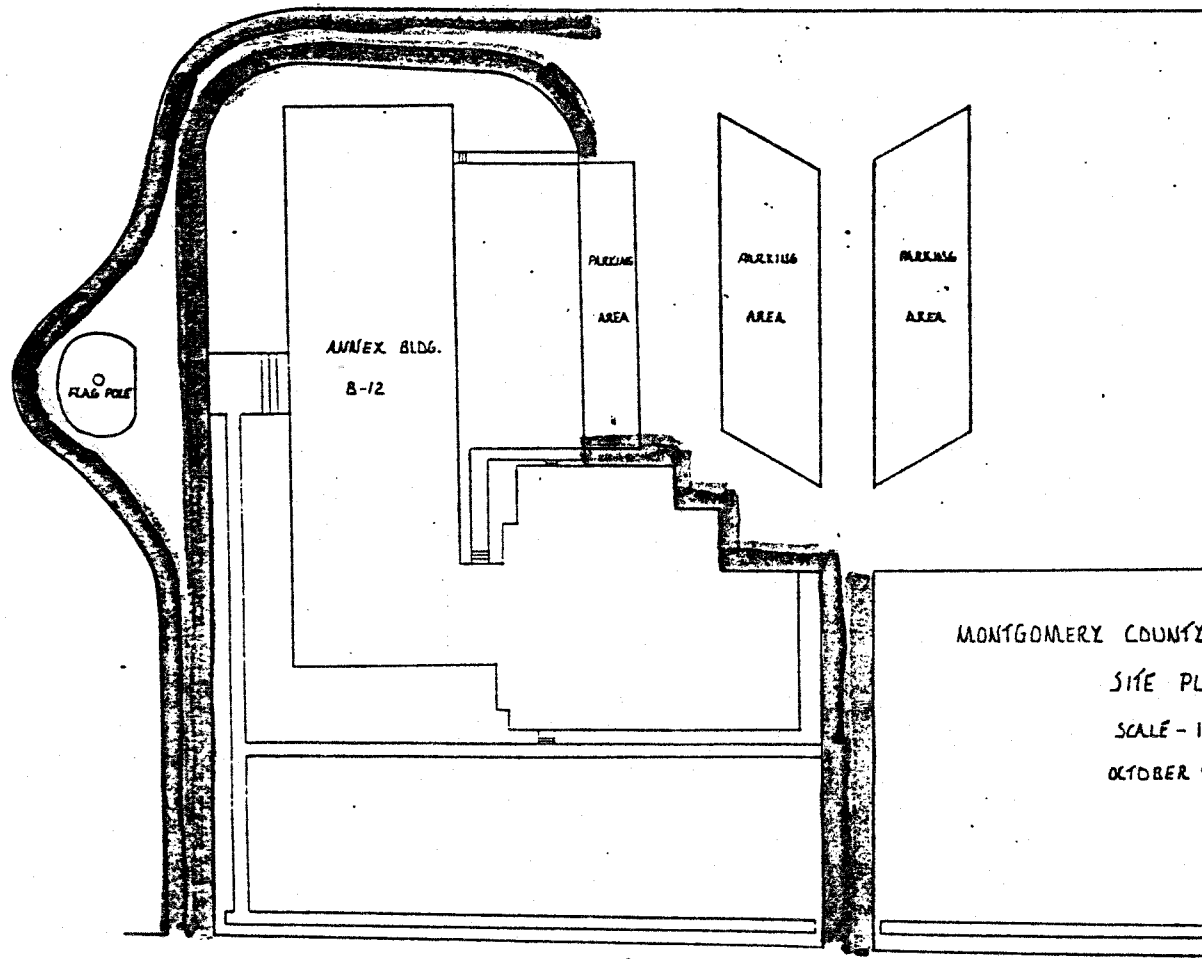 PARKING
AREA
PARKING
AREA
PARKING
AREA
ANNEX BLDG.
B-12
FLAG POLE
MONTGOMERY COUNTY
SITE PL
SCALE - 1
OCTOBER